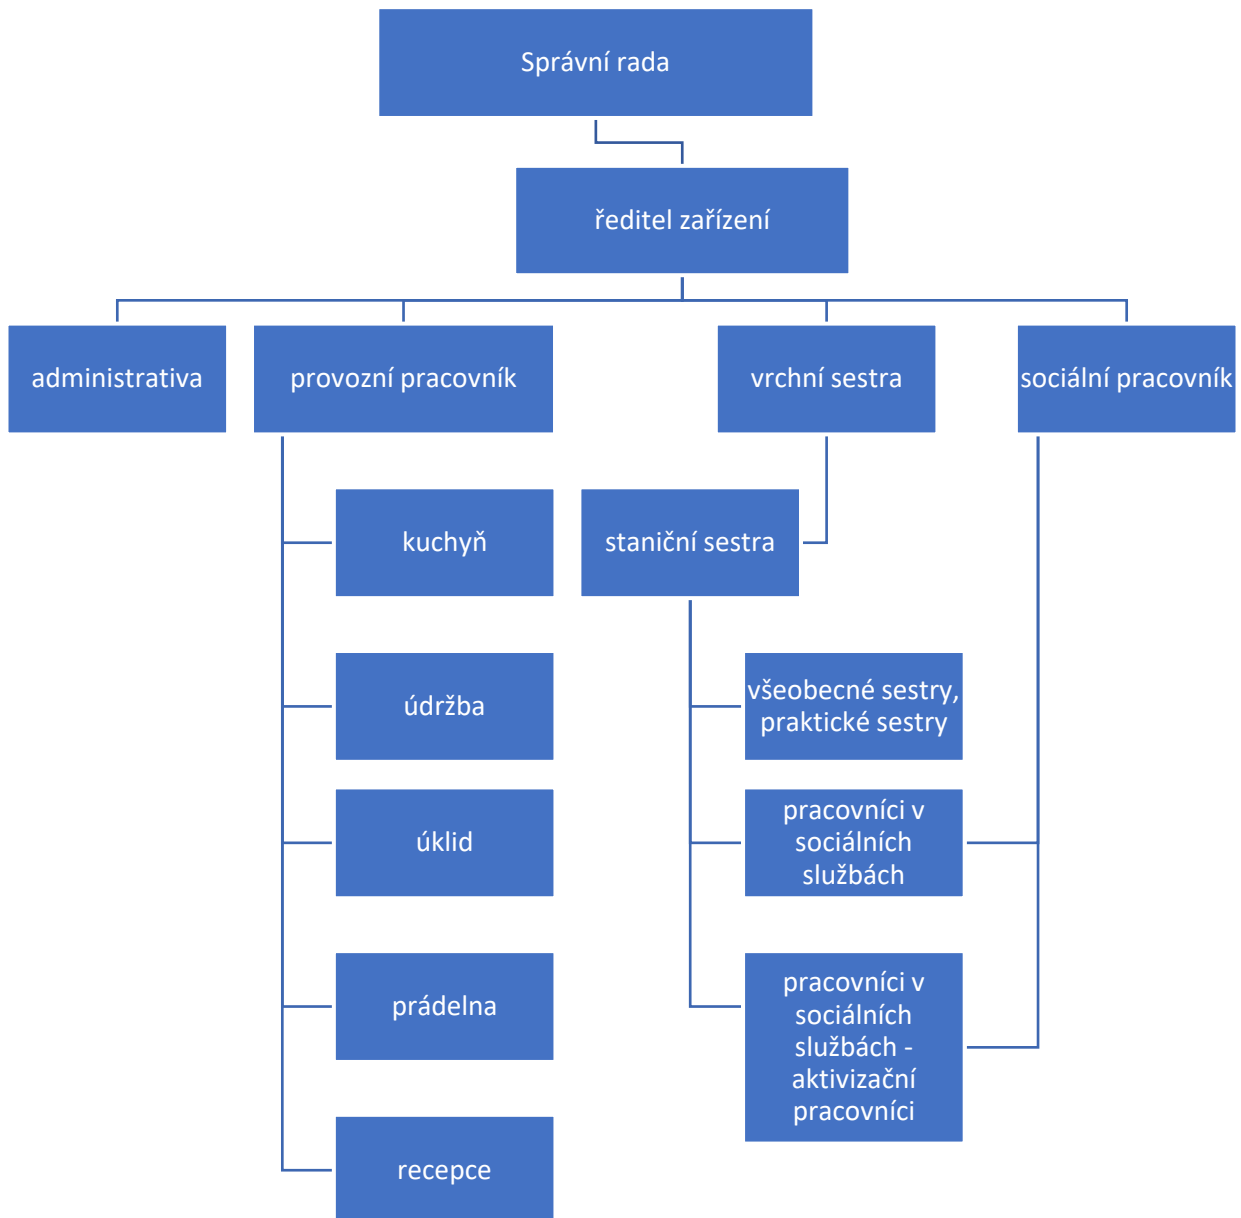 Správní rada
ředitel zařízení
administrativa
provozní pracovník
vrchní sestra
sociální pracovník
kuchyň
staniční sestra
údržba
všeobecné sestry,
praktické sestry
úklid
pracovníci v
sociálních
službách
prádelna
pracovníci v
sociálních
službách -
aktivizační
pracovníci
recepce